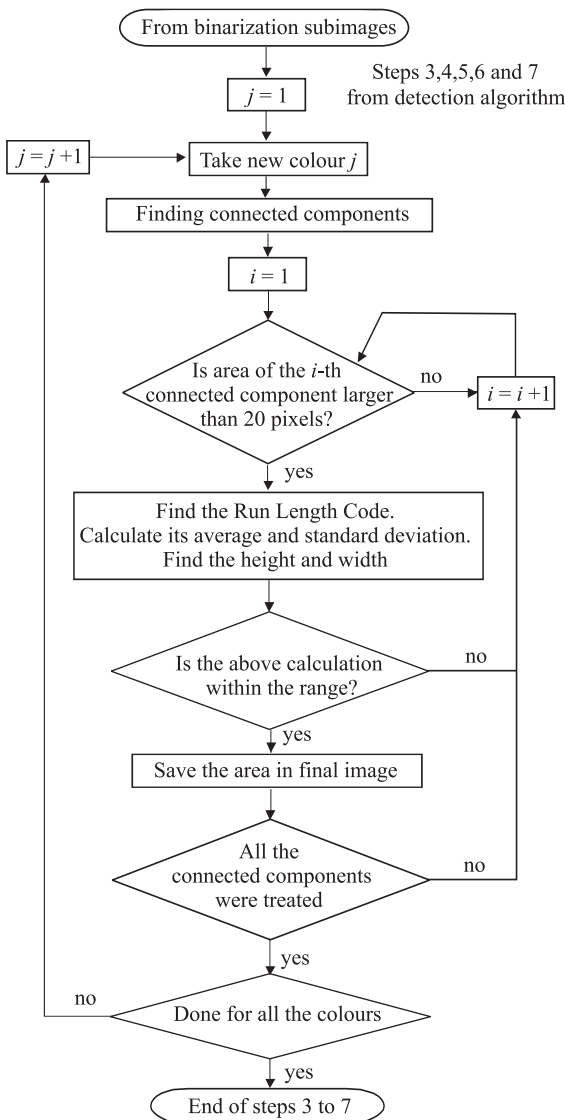 From binarization subimages
Steps 3,4,5,6 and 7
from detection algorithm
j = 1
j = j +1
Take new colour j
Finding connected components
i = 1
Is area of the i-th
connected component larger
than 20 pixels?
no
i = i +1
yes
Find the Run Length Code.
Calculate its average and standard deviation.
Find the height and width
Is the above calculation
within the range?
no
yes
Save the area in final image
All the
connected components
were treated
no
yes
no
Done for all the colours
yes
End of steps 3 to 7